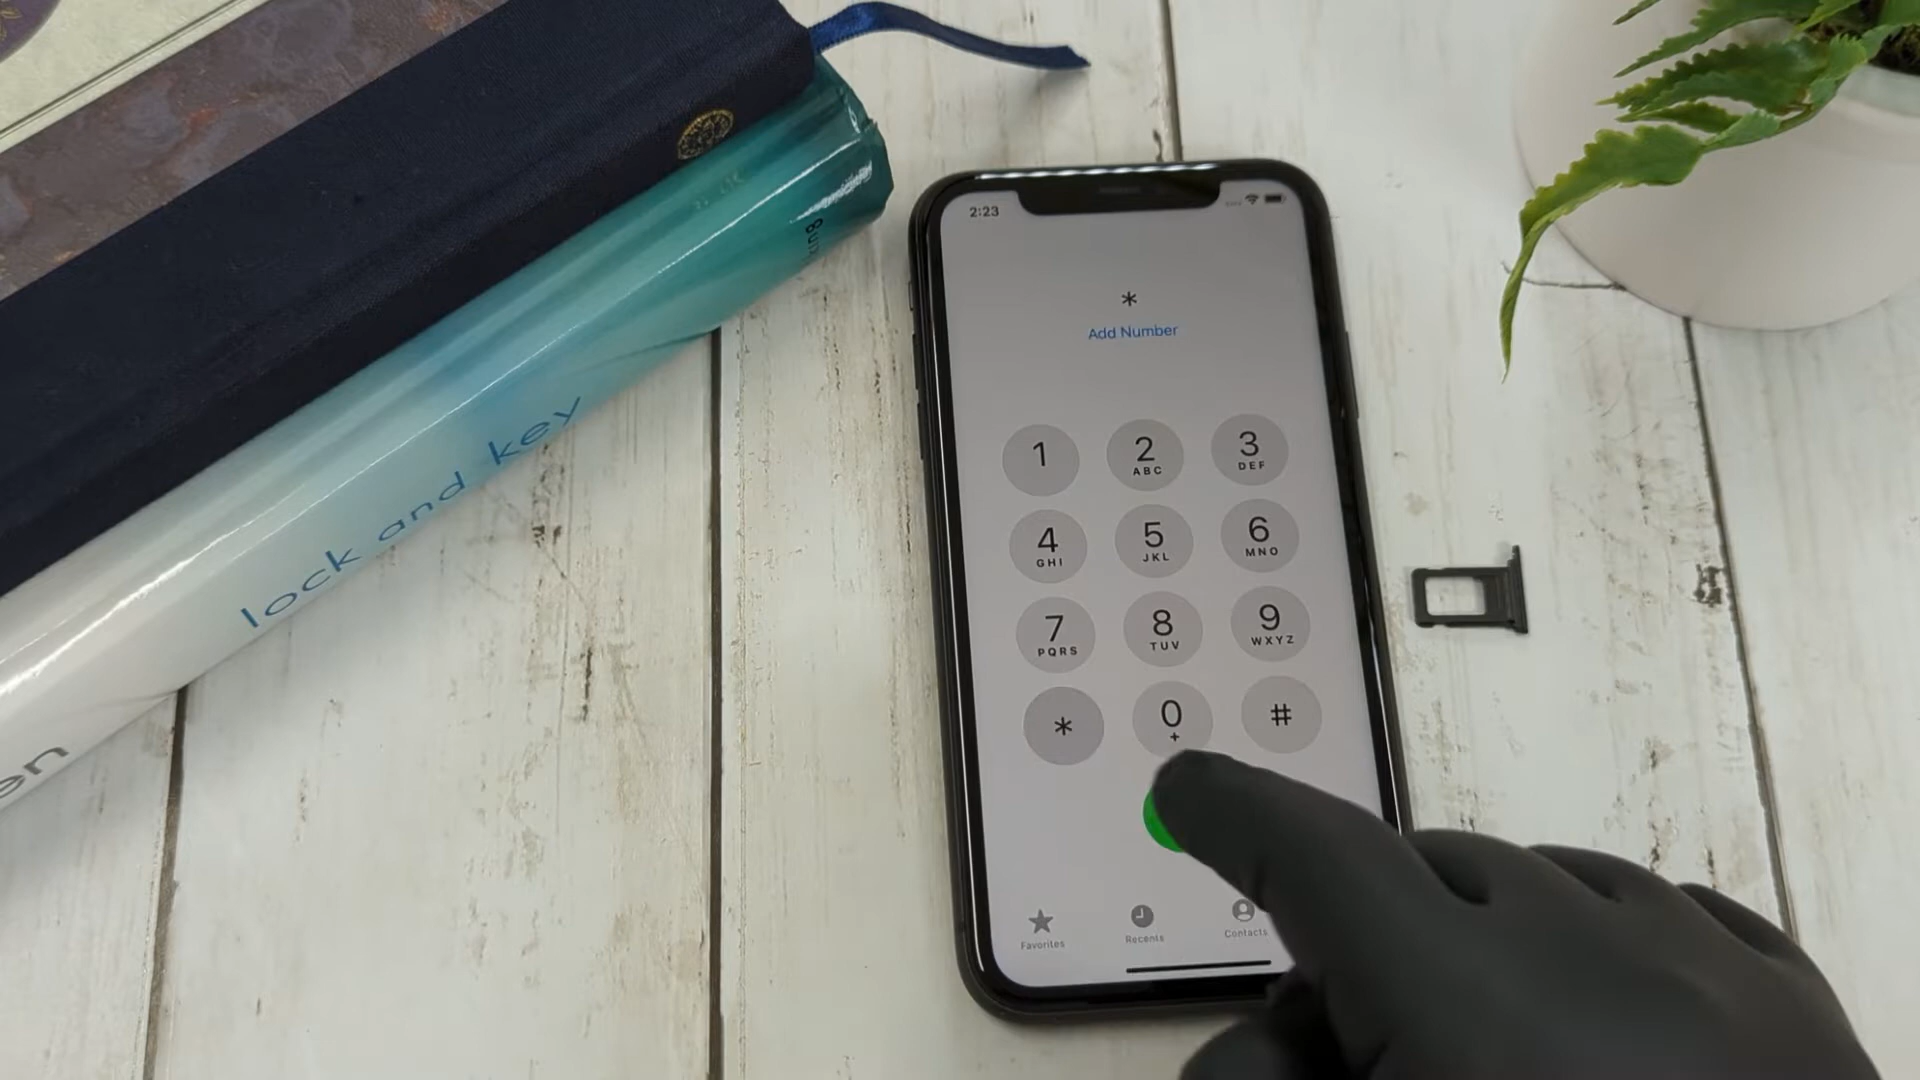 lock and key
en
2:23
*
Add Number
1
2
ABC
3
DEF
4
GHI
5
JKL
6
MNO
7
PQRS
8
TUV
9
WXYZ
*
0
+
#
Favorites
Recents
Contacts